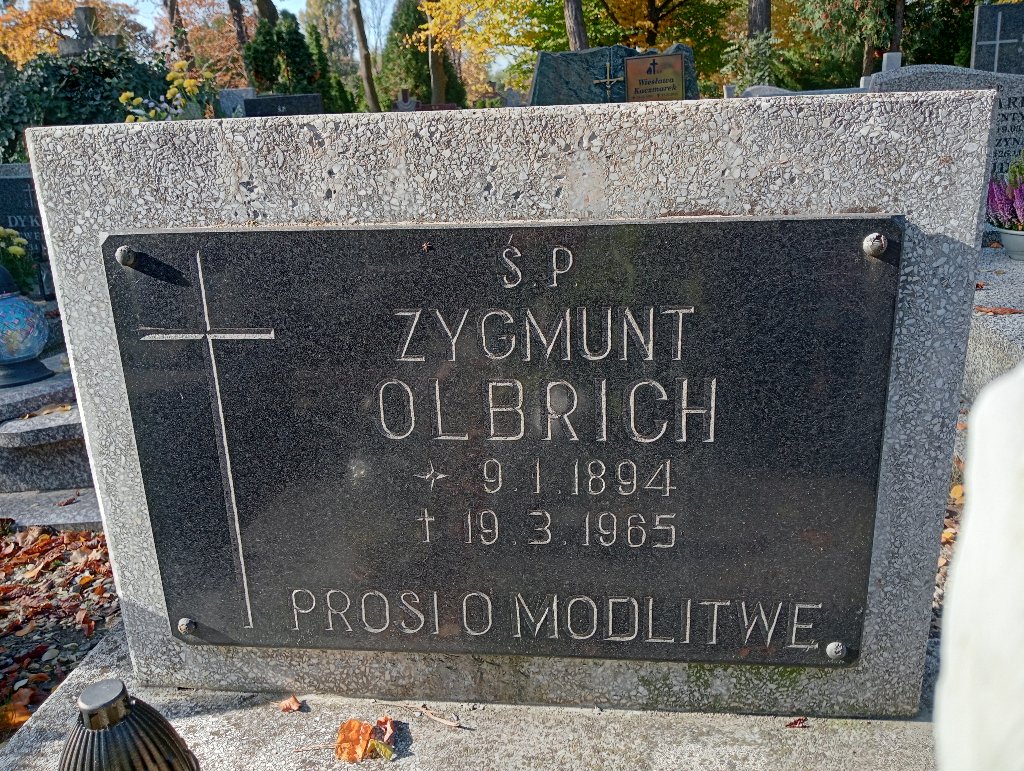 Ś.P.
ZYGMUNT
OLBRICH
9.1.1894
† 19.3.1965
PROSI O MODLITWĘ
Wiesława
Kaczmarek